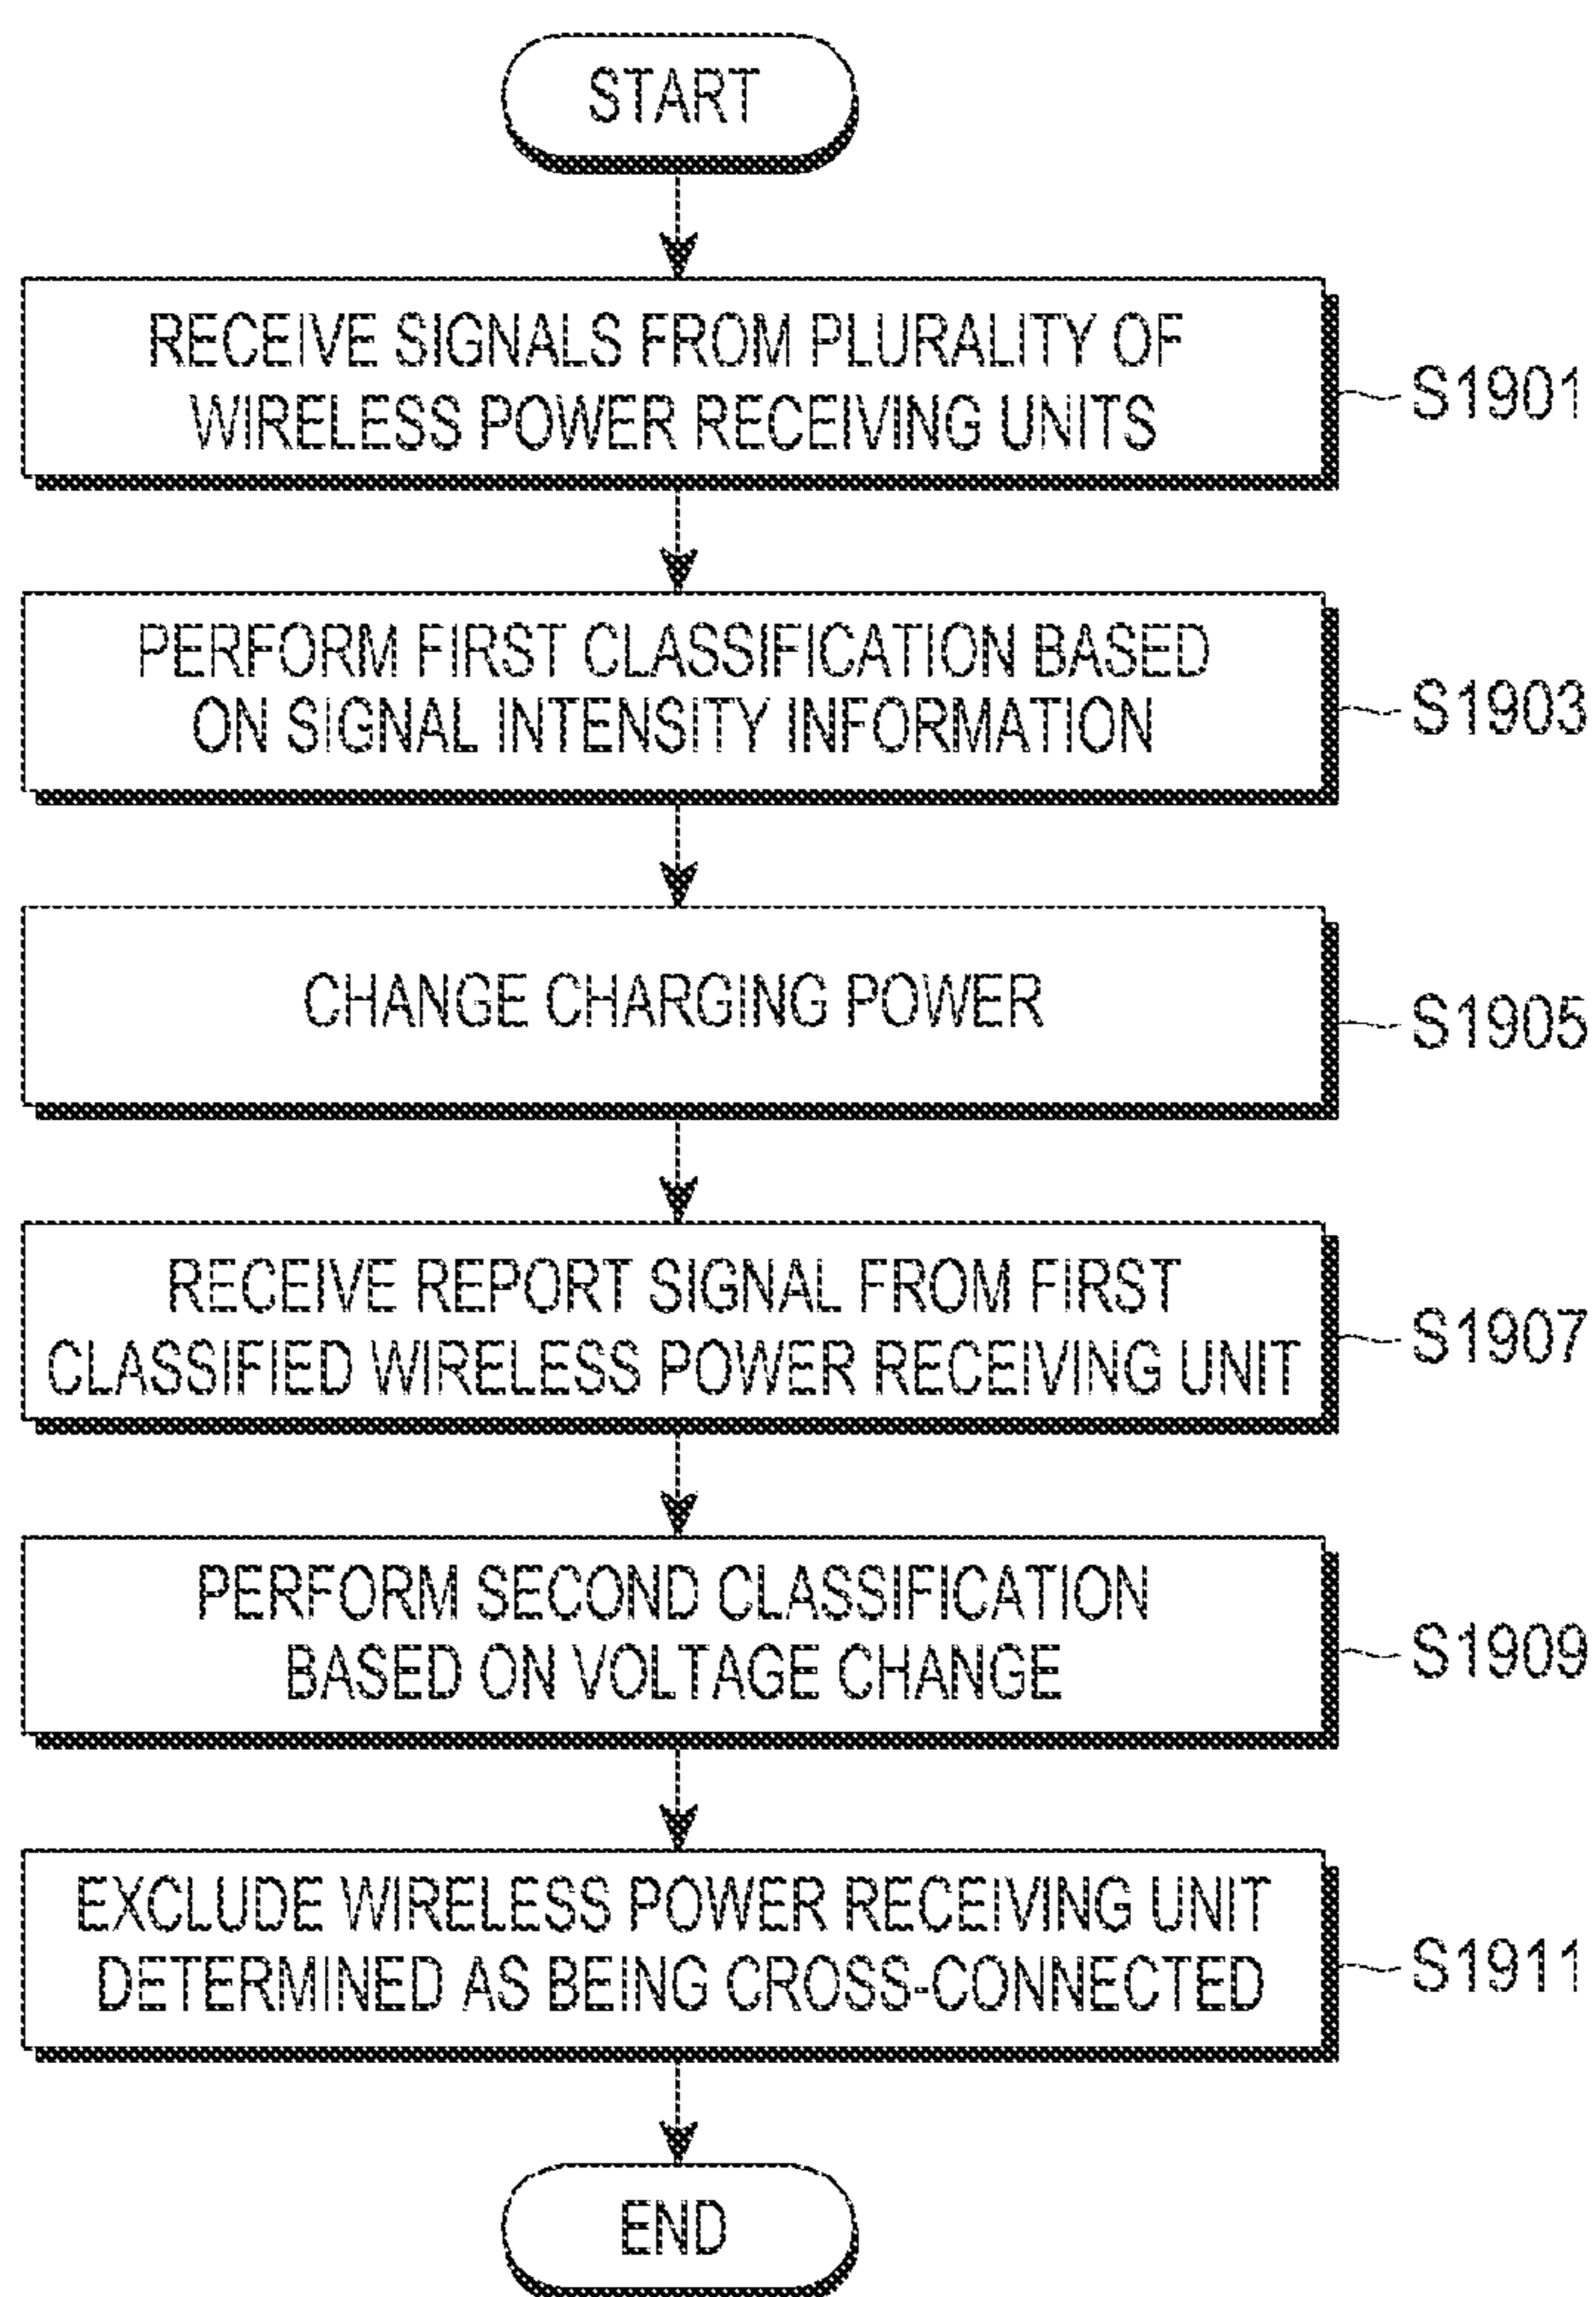 START
RECEIVE SIGNALS FROM PLURALITY OF
WIRELESS POWER RECEIVING UNITS
S1901
PERFORM FIRST CLASSIFICATION BASED
ON SIGNAL INTENSITY INFORMATION
S1903
CHANGE CHARGING POWER
S1905
RECEIVE REPORT SIGNAL FROM FIRST
CLASSIFIED WIRELESS POWER RECEIVING UNIT
S1907
PERFORM SECOND CLASSIFICATION
BASED ON VOLTAGE CHANGE
S1909
EXCLUDE WIRELESS POWER RECEIVING UNIT
DETERMINED AS BEING CROSS-CONNECTED
S1911
END